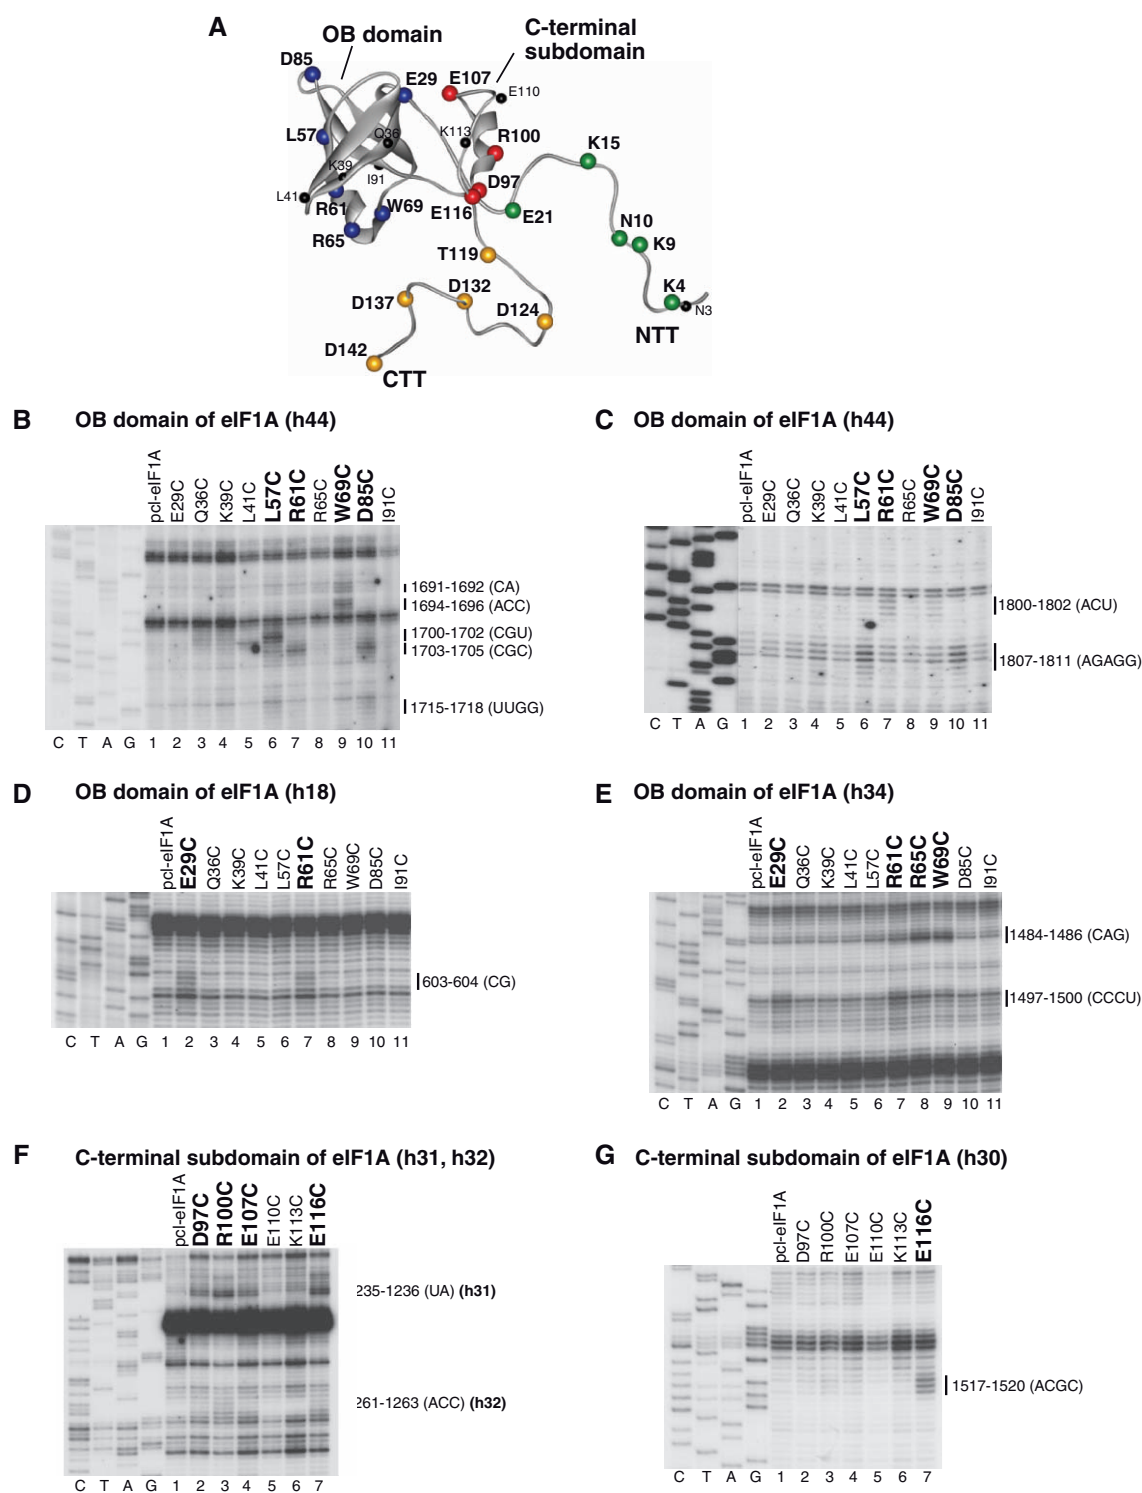 A
OB domain
C-terminal
subdomain
D85
E29
E107
E110
L57
Q36
K113
R100
K15
K39
I91
D97
L41
R61
W69
E116
E21
R65
N10
K9
T119
D132
D137
D124
K4
N3
NTT
D142
CTT
B OB domain of eIF1A (h44)
pcl-eIF1A E29C Q36C K39C L41C L57C R61C R65C W69C D85C I91C
1691-1692 (CA)
1694-1696 (ACC)
1700-1702 (CGU)
1703-1705 (CGC)
1715-1718 (UUGG)
C T A G 1 2 3 4 5 6 7 8 9 10 11
C OB domain of eIF1A (h44)
pcl-eIF1A E29C Q36C K39C L41C L57C R61C R65C W69C D85C I91C
1800-1802 (ACU)
1807-1811 (AGAGG)
C T A G 1 2 3 4 5 6 7 8 9 10 11
D OB domain of eIF1A (h18)
pcl-eIF1A E29C Q36C K39C L41C L57C R61C R65C W69C D85C I91C
603-604 (CG)
C T A G 1 2 3 4 5 6 7 8 9 10 11
E OB domain of eIF1A (h34)
pcl-eIF1A E29C Q36C K39C L41C L57C R61C R65C W69C D85C I91C
1484-1486 (CAG)
1497-1500 (CCCU)
C T A G 1 2 3 4 5 6 7 8 9 10 11
F C-terminal subdomain of eIF1A (h31, h32)
pcl-eIF1A D97C R100C E107C E110C K113C E116C
235-1236 (UA) (h31)
261-1263 (ACC) (h32)
C T A G 1 2 3 4 5 6 7
G C-terminal subdomain of eIF1A (h30)
pcl-eIF1A D97C R100C E107C E110C K113C E116C
1517-1520 (ACGC)
C T A G 1 2 3 4 5 6 7